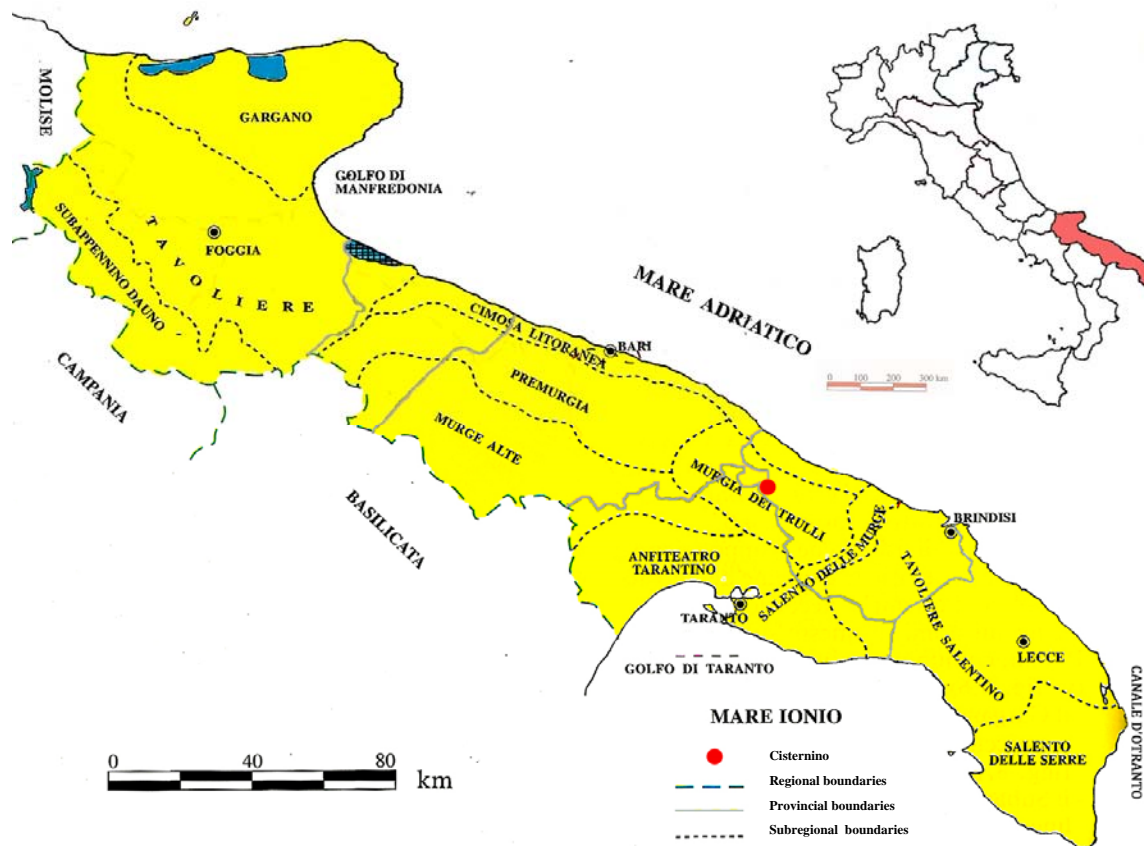 MOLISE
GARGANO
GOLFO DI
MANFREDONIA
SUBAPPENNINO DAUNO
TAVOLIERE
FOGGIA
CAMPANIA
MARE ADRIATICO
0 100 200 300 km
CIMOSA LITORANEA
BARI
PREMURGIA
MURGE ALTE
BASILICATA
MUEGIA DEI TRULLI
BRINDISI
ANFITEATRO
TARANTINO
SALENTO DELLE MURGE
TAVOLIERE SALENTINO
TARANTO
LECCE
GOLFO DI TARANTO
CANALE D'OTRANTO
MARE IONIO
SALENTO
DELLE SERRE
0 40 80
km
Cisternino
Regional boundaries
Provincial boundaries
Subregional boundaries